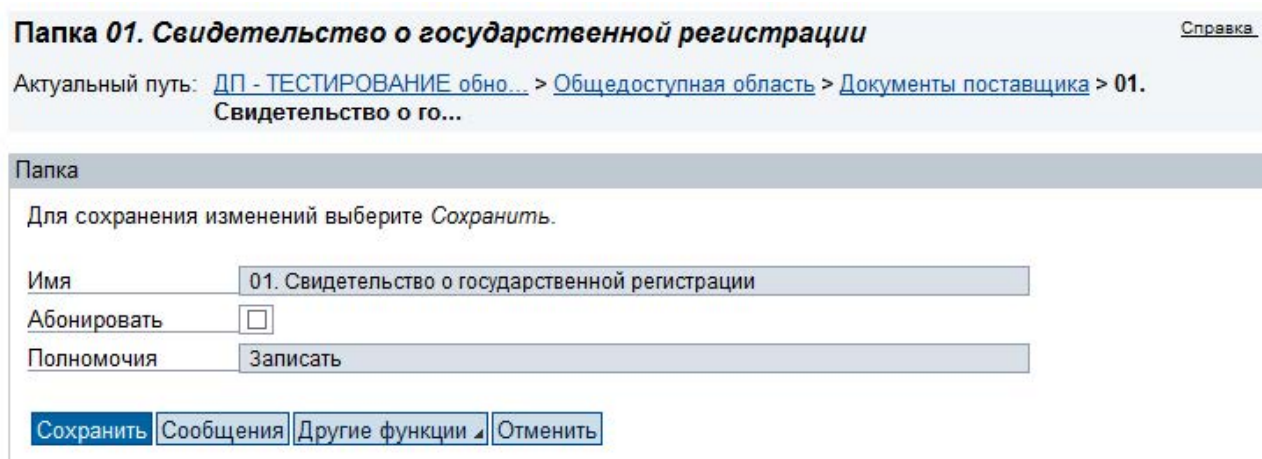 Папка 01. Свидетельство о государственной регистрации
Справка
Актуальный путь: ДП - ТЕСТИРОВАНИЕ обно... > Общедоступная область > Документы поставщика > 01.
Свидетельство о го...
Папка
Для сохранения изменений выберите Сохранить.
Имя 01. Свидетельство о государственной регистрации
Абонировать
Полномочия Записать
Сохранить Сообщения Другие функции Отменить